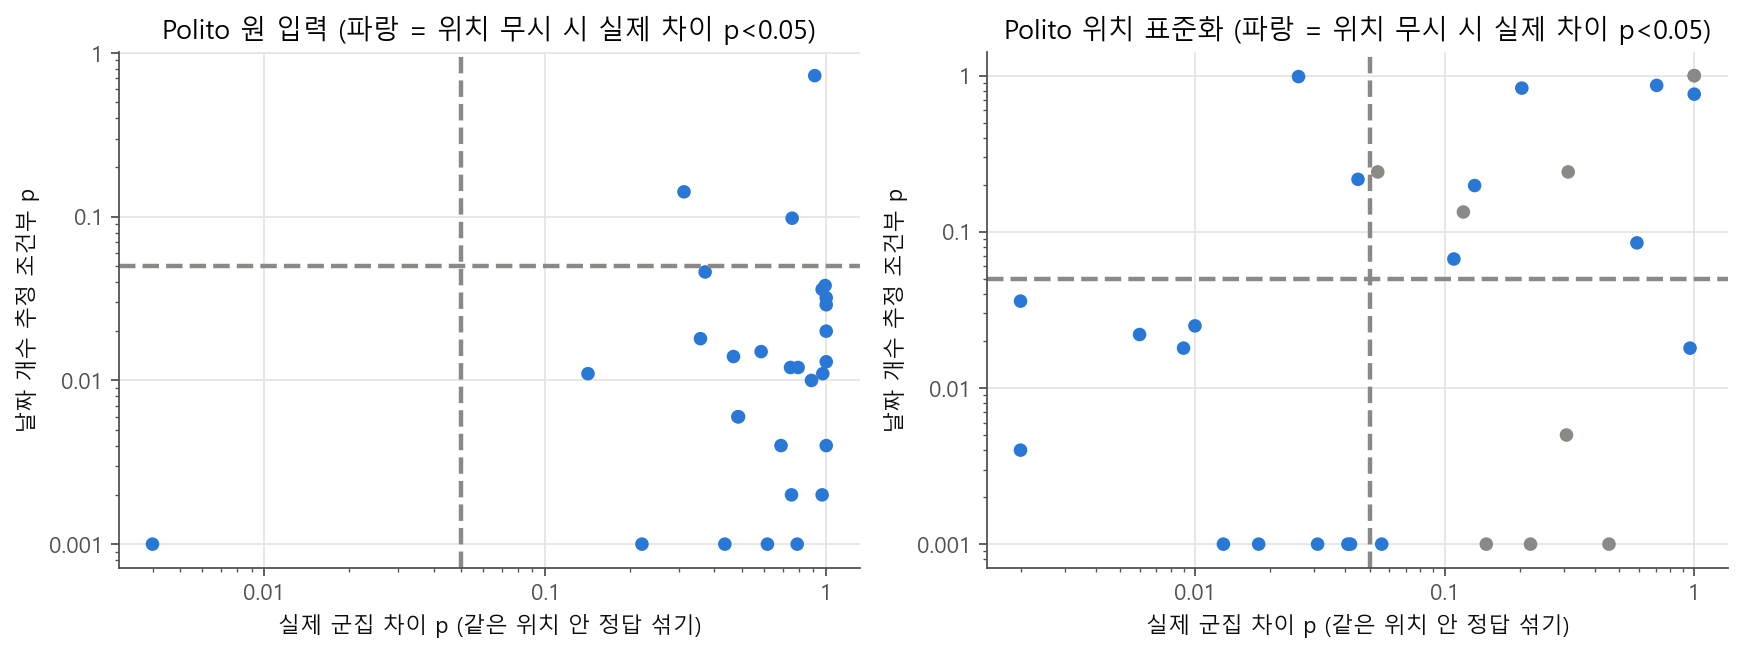 Polito 원 입력 (파랑 = 위치 무시 시 실제 차이 p<0.05)
1
0.1
0.01
0.001
날짜 개수 추정 조건부 p
0.01
0.1
1
실제 군집 차이 p (같은 위치 안 정답 섞기)
Polito 위치 표준화 (파랑 = 위치 무시 시 실제 차이 p<0.05)
1
0.1
0.01
0.001
날짜 개수 추정 조건부 p
0.01
0.1
1
실제 군집 차이 p (같은 위치 안 정답 섞기)